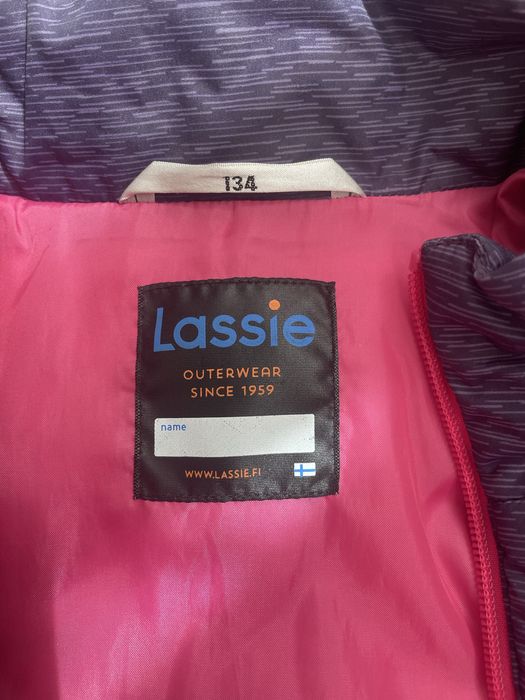 134
Lassie
OUTERWEAR
SINCE 1959
name
WWW.LASSIE.FI